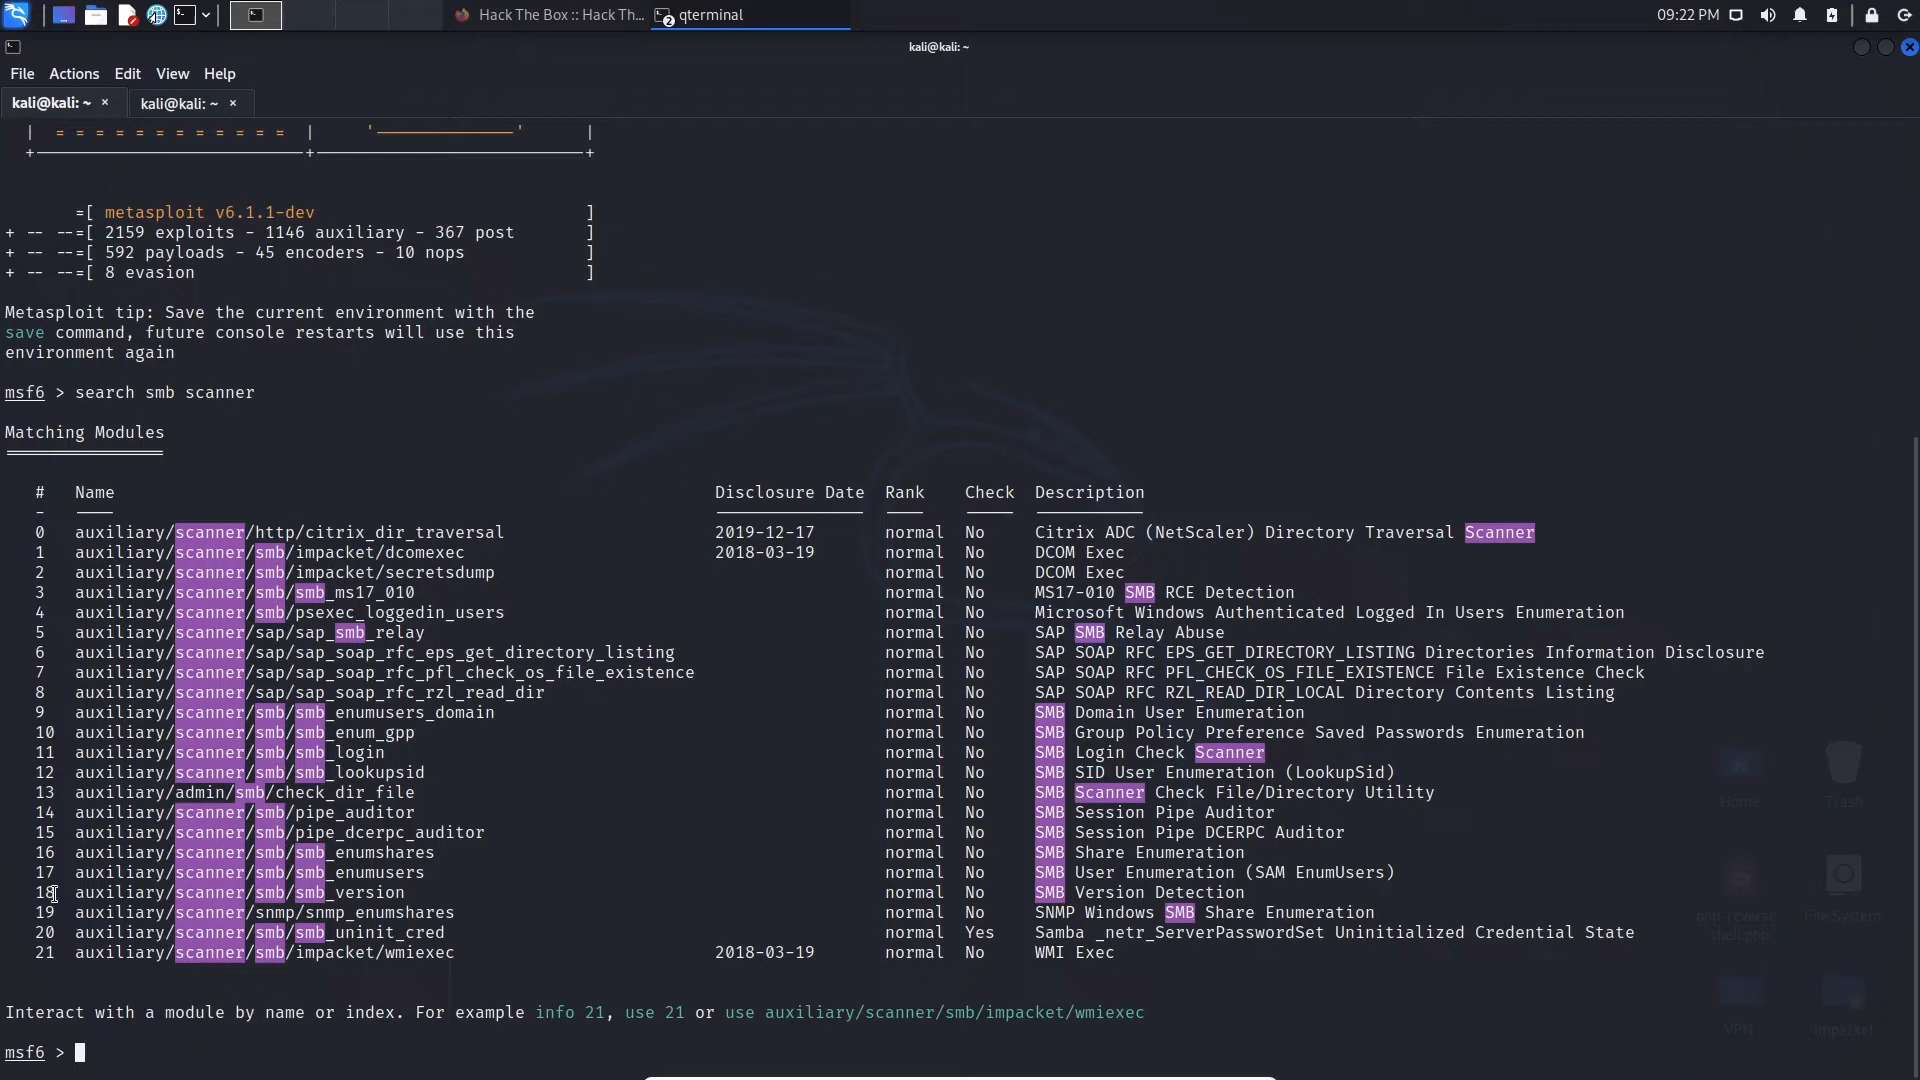 Hack The Box :: Hack Th... qterminal 09:22 PM
kali@kali: ~
File Actions Edit View Help
kali@kali: ~ × kali@kali: ~ ×
| = = = = = = = = = = = = | '——————————————' |
+———————————————————————————+———————————————————————————+
=[ metasploit v6.1.1-dev ]
+ -- --=[ 2159 exploits - 1146 auxiliary - 367 post ]
+ -- --=[ 592 payloads - 45 encoders - 10 nops ]
+ -- --=[ 8 evasion ]
Metasploit tip: Save the current environment with the
save command, future console restarts will use this
environment again
msf6 > search smb scanner
Matching Modules
================
# Name Disclosure Date Rank Check Description
- ---- --------------- ---- ----- -----------
0 auxiliary/scanner/http/citrix_dir_traversal 2019-12-17 normal No Citrix ADC (NetScaler) Directory Traversal Scanner
1 auxiliary/scanner/smb/impacket/dcomexec 2018-03-19 normal No DCOM Exec
2 auxiliary/scanner/smb/impacket/secretsdump normal No DCOM Exec
3 auxiliary/scanner/smb/smb_ms17_010 normal No MS17-010 SMB RCE Detection
4 auxiliary/scanner/smb/psexec_loggedin_users normal No Microsoft Windows Authenticated Logged In Users Enumeration
5 auxiliary/scanner/sap/sap_smb_relay normal No SAP SMB Relay Abuse
6 auxiliary/scanner/sap/sap_soap_rfc_eps_get_directory_listing normal No SAP SOAP RFC EPS_GET_DIRECTORY_LISTING Directories Information Disclosure
7 auxiliary/scanner/sap/sap_soap_rfc_pfl_check_os_file_existence normal No SAP SOAP RFC PFL_CHECK_OS_FILE_EXISTENCE File Existence Check
8 auxiliary/scanner/sap/sap_soap_rfc_rzl_read_dir normal No SAP SOAP RFC RZL_READ_DIR_LOCAL Directory Contents Listing
9 auxiliary/scanner/smb/smb_enumusers_domain normal No SMB Domain User Enumeration
10 auxiliary/scanner/smb/smb_enum_gpp normal No SMB Group Policy Preference Saved Passwords Enumeration
11 auxiliary/scanner/smb/smb_login normal No SMB Login Check Scanner
12 auxiliary/scanner/smb/smb_lookupsid normal No SMB SID User Enumeration (LookupSid)
13 auxiliary/admin/smb/check_dir_file normal No SMB Scanner Check File/Directory Utility
14 auxiliary/scanner/smb/pipe_auditor normal No SMB Session Pipe Auditor
15 auxiliary/scanner/smb/pipe_dcerpc_auditor normal No SMB Session Pipe DCERPC Auditor
16 auxiliary/scanner/smb/smb_enumshares normal No SMB Share Enumeration
17 auxiliary/scanner/smb/smb_enumusers normal No SMB User Enumeration (SAM EnumUsers)
18 auxiliary/scanner/smb/smb_version normal No SMB Version Detection
19 auxiliary/scanner/snmp/snmp_enumshares normal No SNMP Windows SMB Share Enumeration
20 auxiliary/scanner/smb/smb_uninit_cred normal Yes Samba _netr_ServerPasswordSet Uninitialized Credential State
21 auxiliary/scanner/smb/impacket/wmiexec 2018-03-19 normal No WMI Exec
Home Trash
File System
VPN impacket
Interact with a module by name or index. For example info 21, use 21 or use auxiliary/scanner/smb/impacket/wmiexec
msf6 >